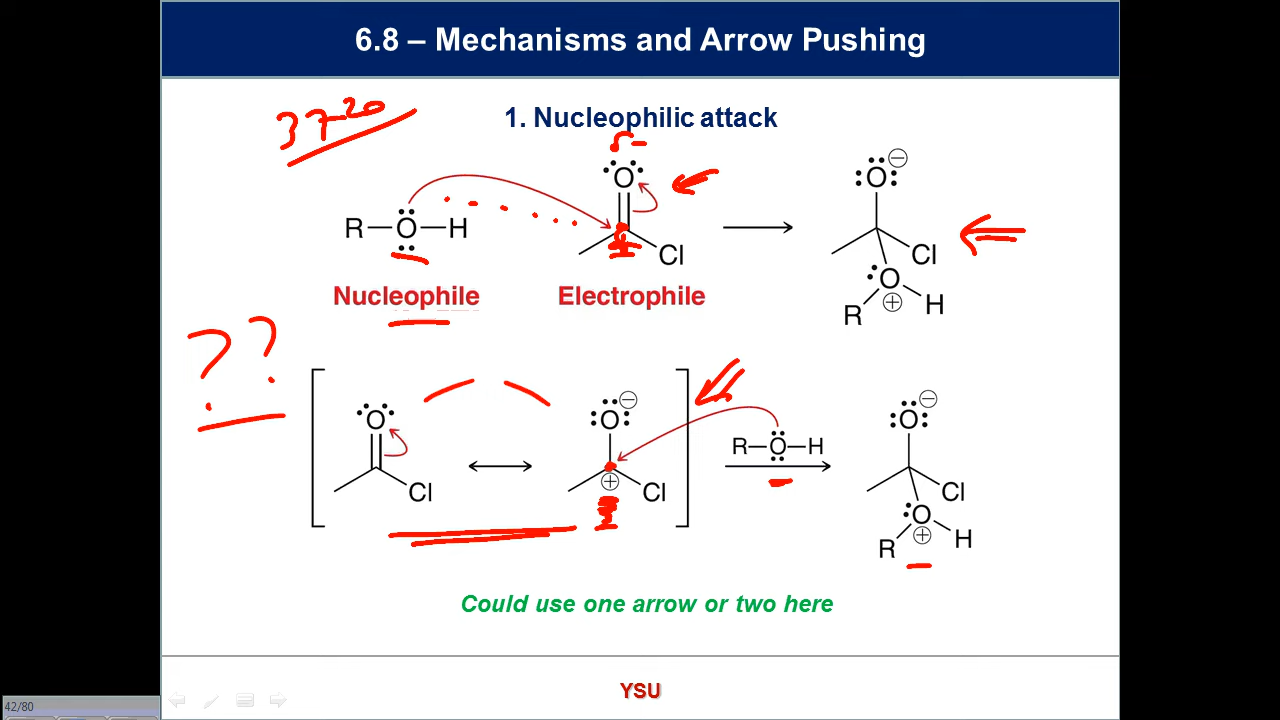 6.8 – Mechanisms and Arrow Pushing
3720
1. Nucleophilic attack
R O H
O
Cl
O
Cl
O
R H
Nucleophile
Electrophile
??
O
Cl
O
Cl
R O H
O
Cl
O
R H
Could use one arrow or two here
YSU
42/80